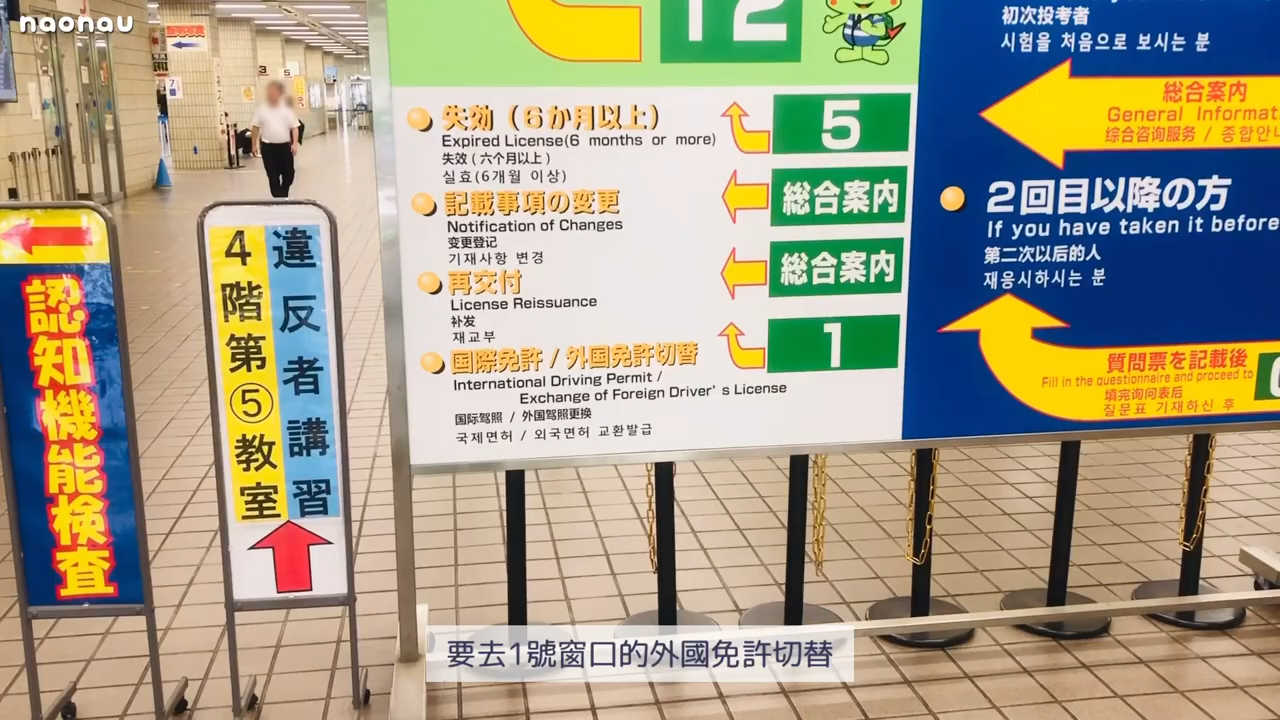 naonau
証明写真
7
3
5
認知機能検査
違反者講習
4階第⑤教室
12
失効（6か月以上）
Expired License(6 months or more)
失效（六个月以上）
실효(6개월 이상)
5
記載事項の変更
Notification of Changes
变更登记
기재사항 변경
総合案内
再交付
License Reissuance
补发
재교부
総合案内
国際免許 / 外国免許切替
International Driving Permit /
Exchange of Foreign Driver's License
国际驾照 / 外国驾照更换
국제면허 / 외국면허 교환발급
1
初次投考者
시험을 처음으로 보시는 분
総合案内
General Informat
综合咨询服务 / 종합안
2回目以降の方
If you have taken it before
第二次以后的人
재응시하시는 분
質問票を記載後
Fill in the questionnaire and proceed to
填完询问表后
질문표 기재하신 후
要去1號窗口的外國免許切替